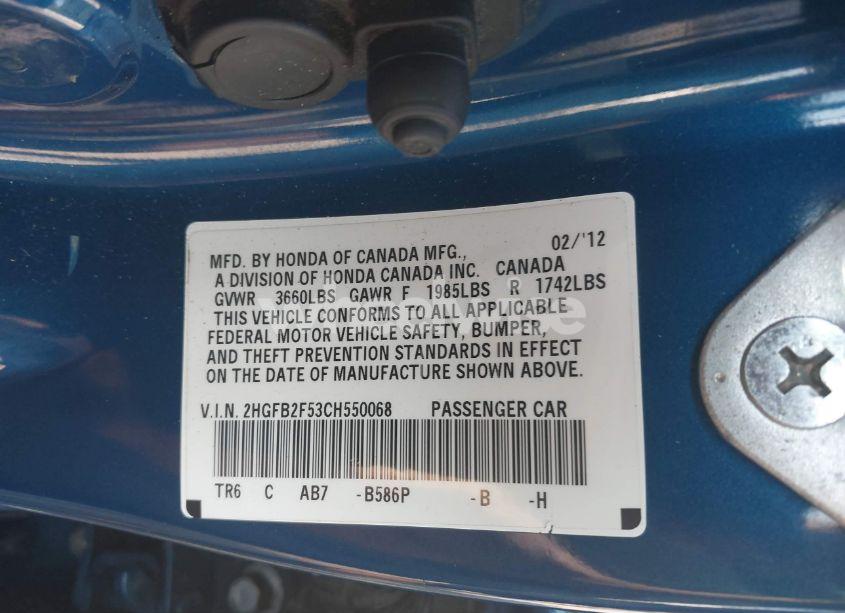 MFD. BY HONDA OF CANADA MFG., 02/'12
A DIVISION OF HONDA CANADA INC. CANADA
GVWR 3660LBS GAWR F 1985LBS R 1742LBS
THIS VEHICLE CONFORMS TO ALL APPLICABLE
FEDERAL MOTOR VEHICLE SAFETY, BUMPER,
AND THEFT PREVENTION STANDARDS IN EFFECT
ON THE DATE OF MANUFACTURE SHOWN ABOVE.
V.I.N. 2HGFB2F53CH550068 PASSENGER CAR
TR6 C AB7 -B586P -B -H